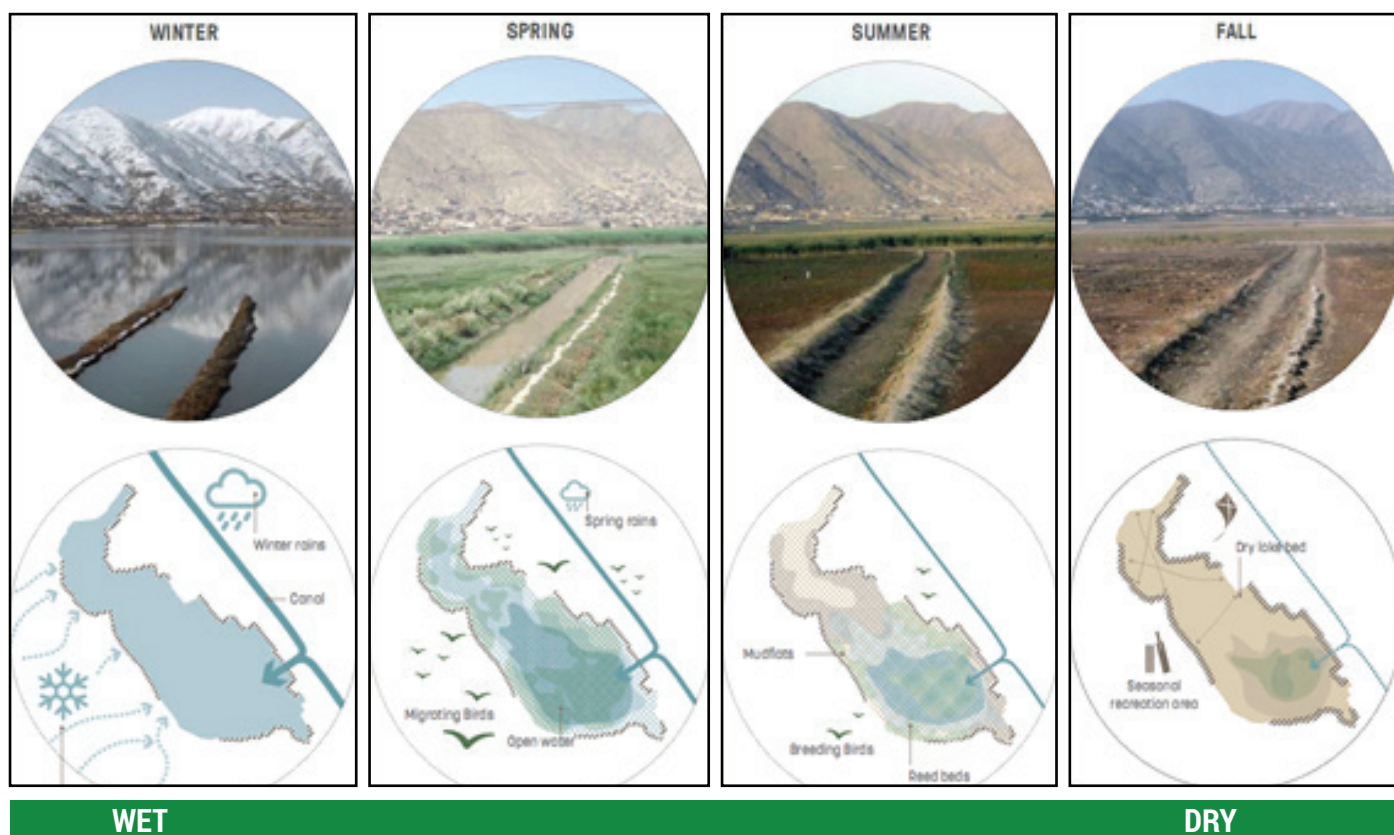 WINTER
Winter rains
Canal
SPRING
Spring rains
Migrating Birds
Open water
SUMMER
Mudflats
Breeding Birds
Reed beds
FALL
Dry lake bed
Seasonal
recreation area
WET
DRY